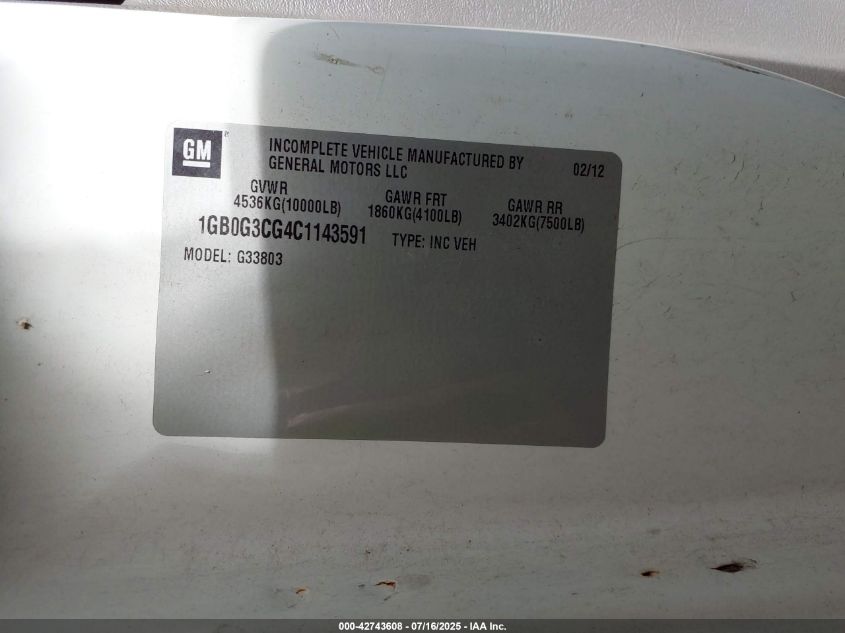 GM ®
INCOMPLETE VEHICLE MANUFACTURED BY
GENERAL MOTORS LLC
02/12
GVWR
4536KG(10000LB)
GAWR FRT
1860KG(4100LB)
GAWR RR
3402KG(7500LB)
1GB0G3CG4C1143591
TYPE: INC VEH
MODEL: G33803
000-42743608 - 07/16/2025 - IAA Inc.